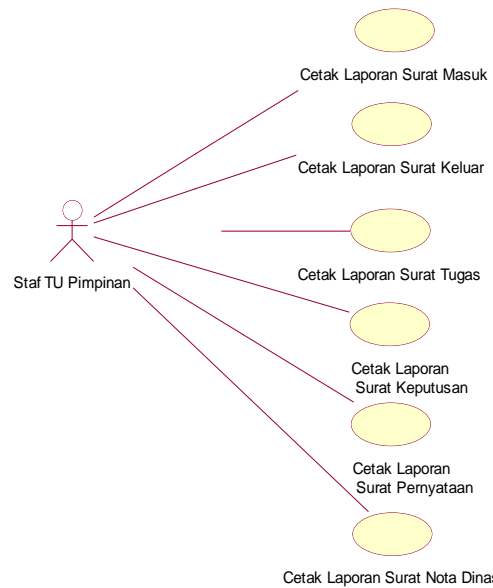 Cetak Laporan Surat Masuk
Cetak Laporan Surat Keluar
Staf TU Pimpinan
Cetak Laporan Surat Tugas
Cetak Laporan
Surat Keputusan
Cetak Laporan
Surat Pernyataan
Cetak Laporan Surat Nota Dinas